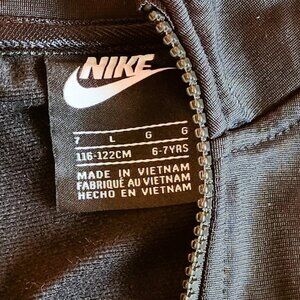 NIKE
7 L G G
116-122CM 6-7YRS
MADE IN VIETNAM
FABRIQUÉ AU VIETNAM
HECHO EN VIETNAM